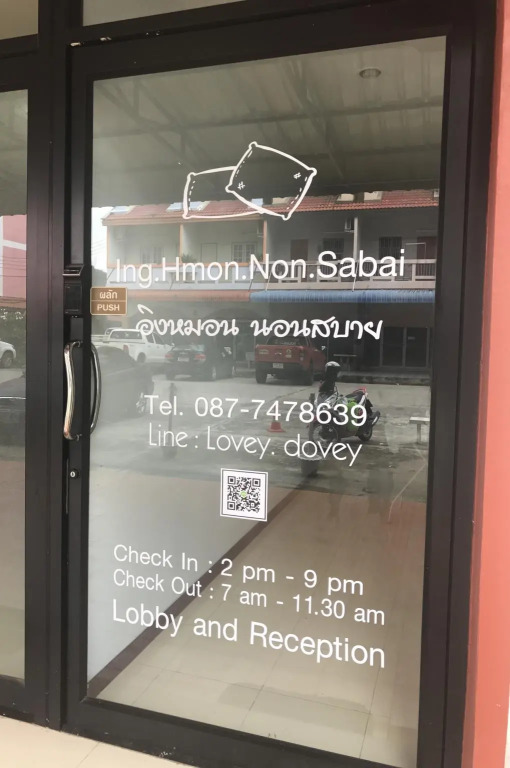 Ing.Hmon.Non.Sabai
ผลัก
PUSH
อิงหมอน นอนสบาย
Tel. 087-7478639
Line : Lovey. dovey
Check In : 2 pm - 9 pm
Check Out : 7 am - 11.30 am
Lobby and Reception